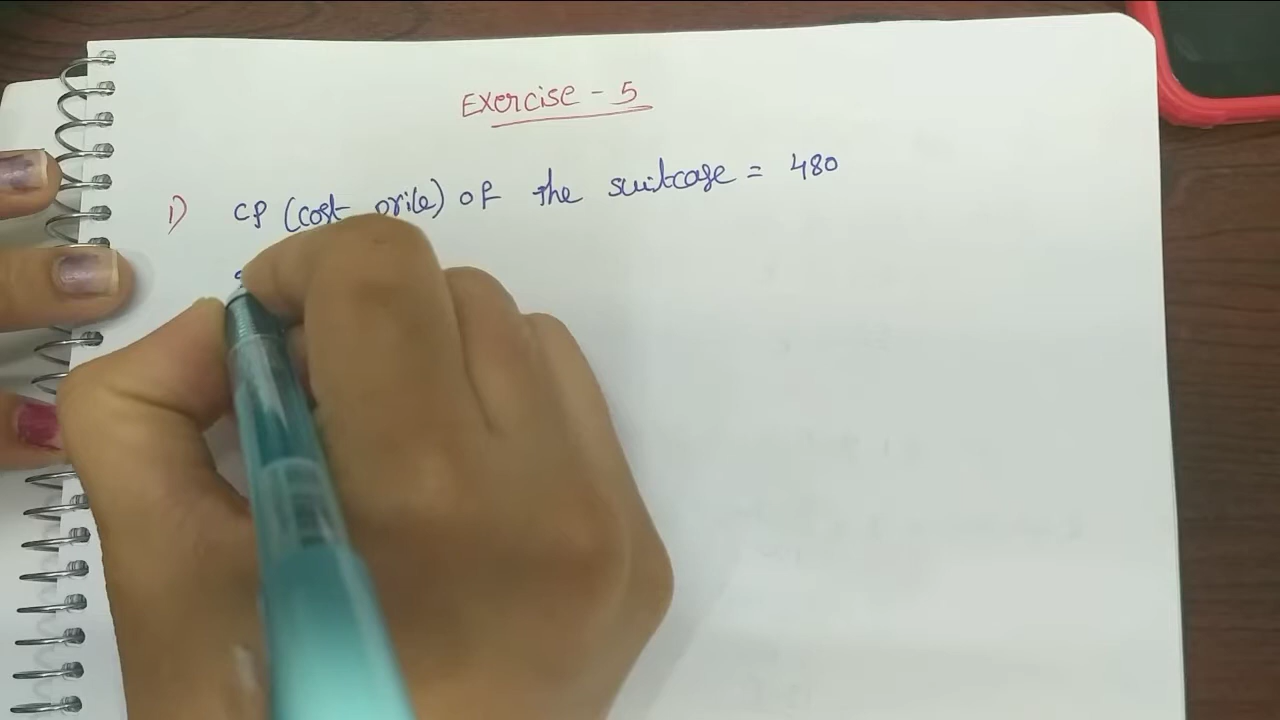 Exercise - 5
1) CP (cost price) of the suitcase = 480